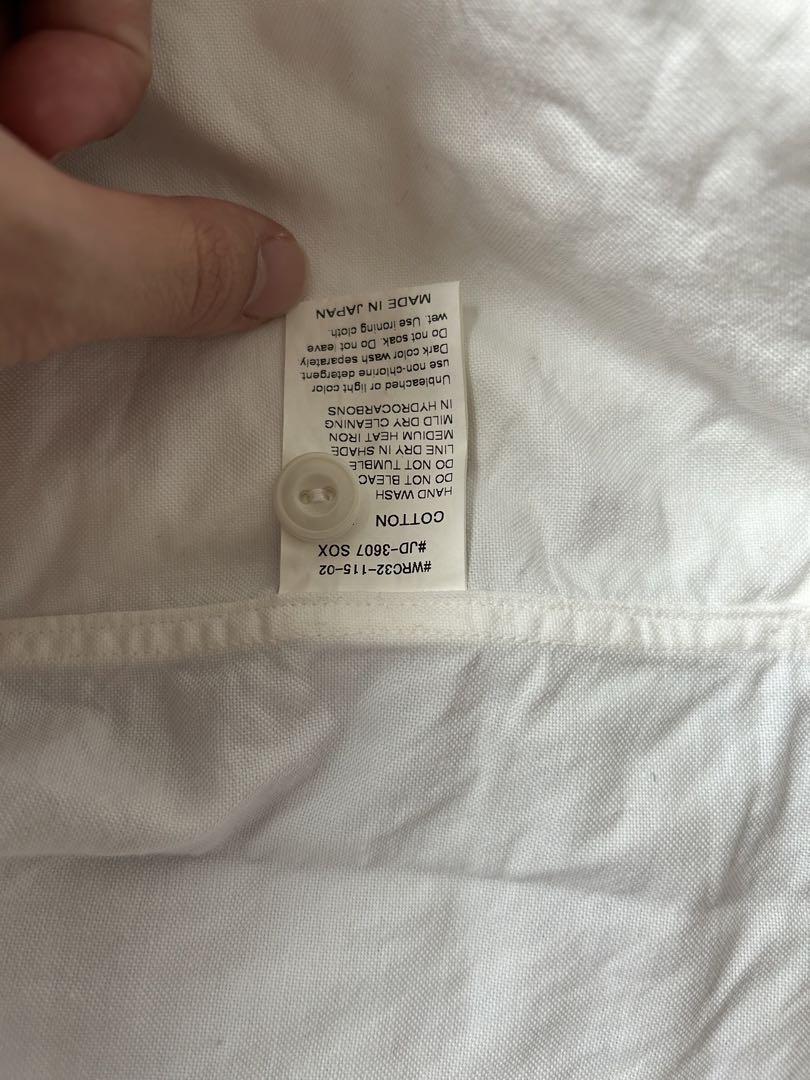 #WRC32-115-02
#JD-3607 SOX
COTTON
HAND WASH
DO NOT BLEAC
DO NOT TUMBLE
LINE DRY IN SHADE
MEDIUM HEAT IRON
MILD DRY CLEANING
IN HYDROCARBONS
Unbleached or light color
use non-chlorine detergent.
Dark color wash separately.
Do not soak. Do not leave
wet. Use ironing cloth.
MADE IN JAPAN